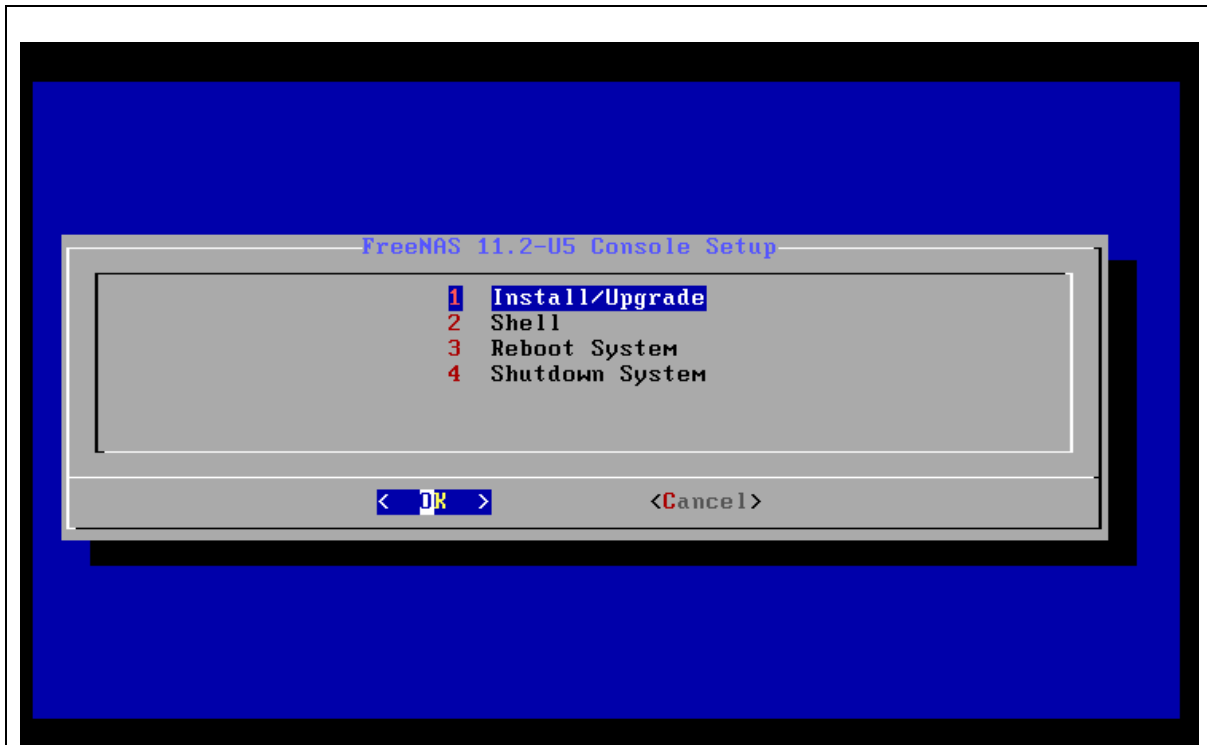 FreeNAS 11.2-U5 Console Setup
1 Install/Upgrade
2 Shell
3 Reboot System
4 Shutdown System
< OK > <Cancel>